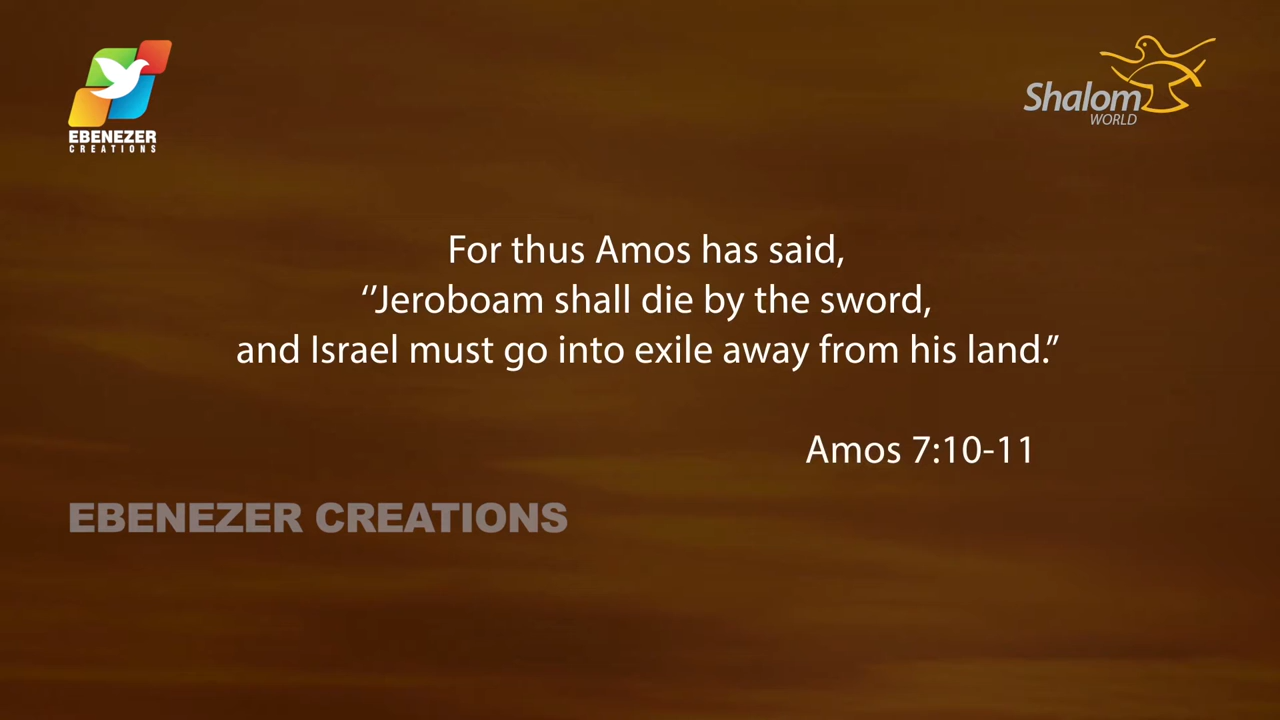 EBENEZER
CREATIONS
Shalom
WORLD
For thus Amos has said,
‘’Jeroboam shall die by the sword,
and Israel must go into exile away from his land.”
Amos 7:10-11
EBENEZER CREATIONS